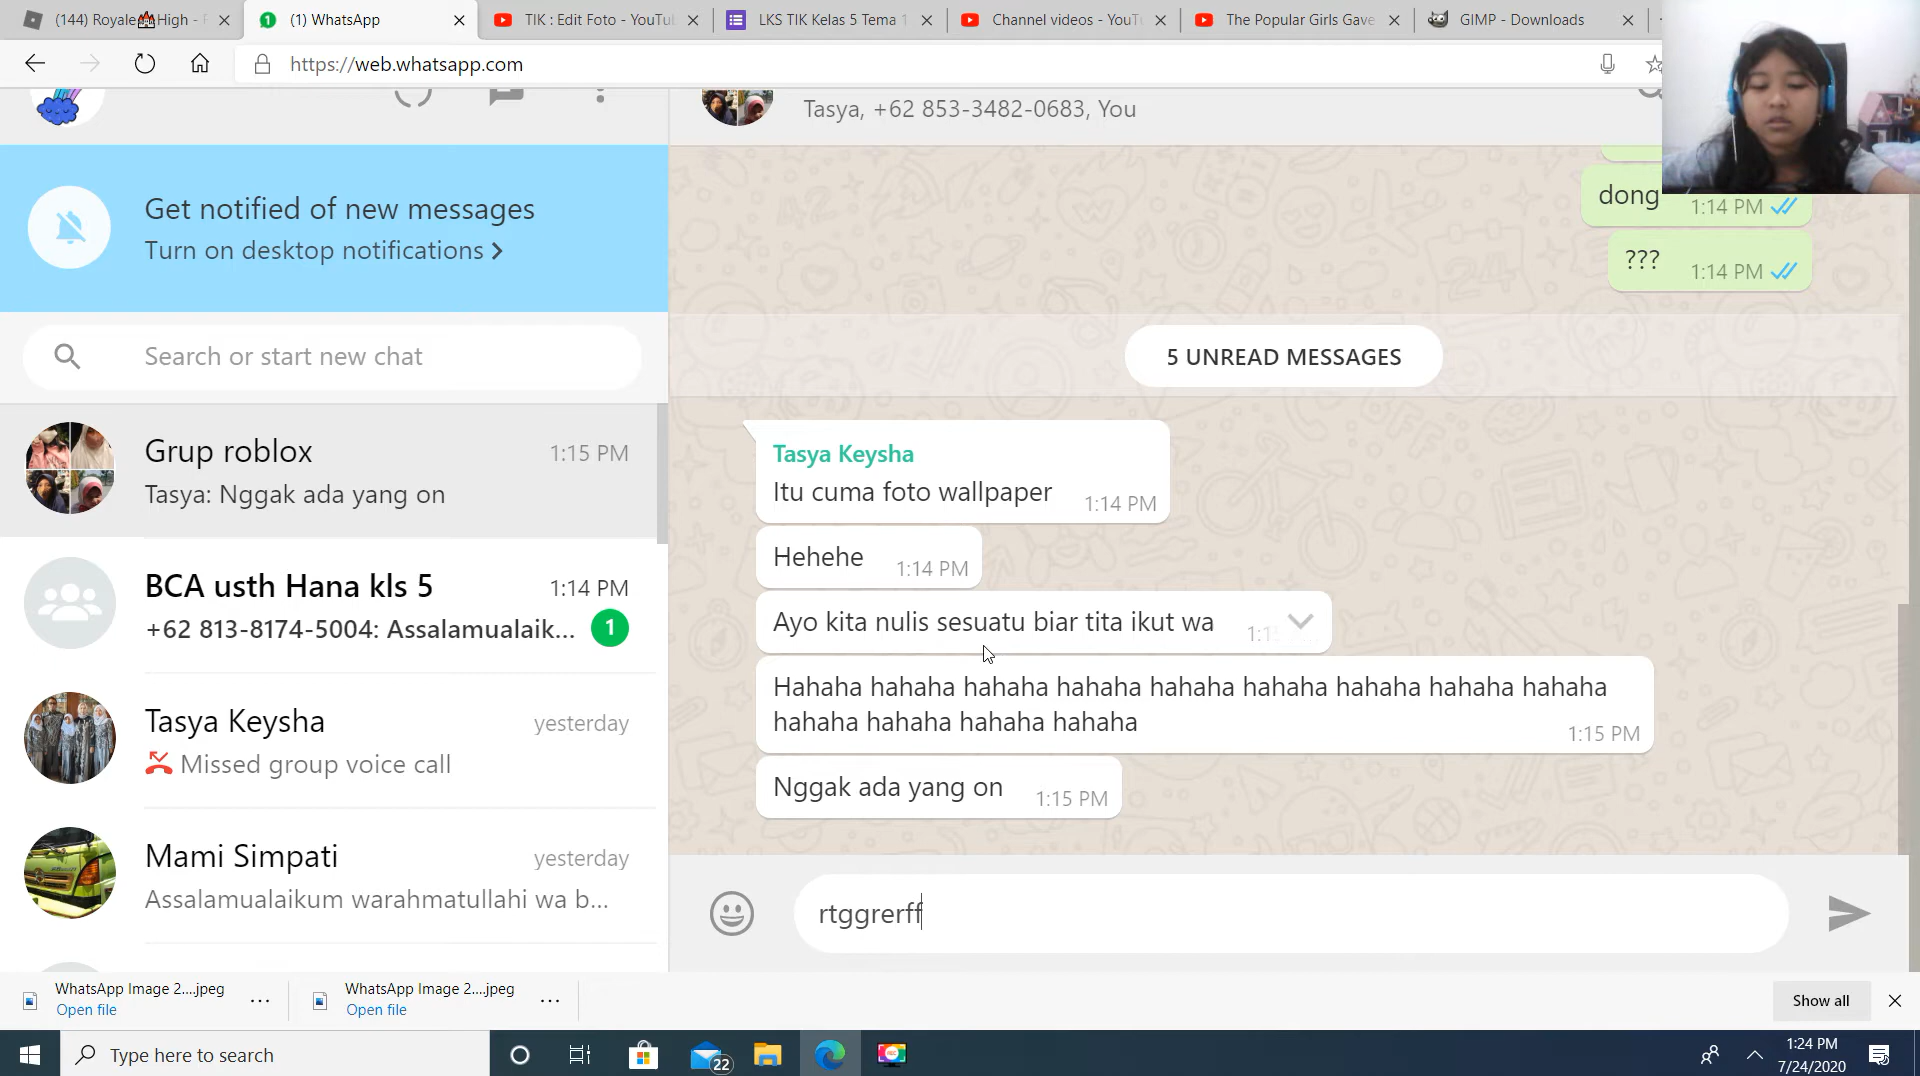 (144) Royale🏰High -
(1) WhatsApp
TIK : Edit Foto - YouTu
LKS TIK Kelas 5 Tema 1
Channel videos - YouT
The Popular Girls Gave
GIMP - Downloads
https://web.whatsapp.com
Tasya, +62 853-3482-0683, You
Get notified of new messages
Turn on desktop notifications >
Search or start new chat
Grup roblox
1:15 PM
Tasya: Nggak ada yang on
BCA usth Hana kls 5
1:14 PM
+62 813-8174-5004: Assalamualaik...
1
Tasya Keysha
yesterday
Missed group voice call
Mami Simpati
yesterday
Assalamualaikum warahmatullahi wa b...
dong
1:14 PM
???
1:14 PM
5 UNREAD MESSAGES
Tasya Keysha
Itu cuma foto wallpaper
1:14 PM
Hehehe
1:14 PM
Ayo kita nulis sesuatu biar tita ikut wa
Hahaha hahaha hahaha hahaha hahaha hahaha hahaha hahaha hahaha
hahaha hahaha hahaha hahaha
1:15 PM
Nggak ada yang on
1:15 PM
rtggrerff
WhatsApp Image 2....jpeg
Open file
WhatsApp Image 2....jpeg
Open file
Show all
Type here to search
22
1:24 PM
7/24/2020